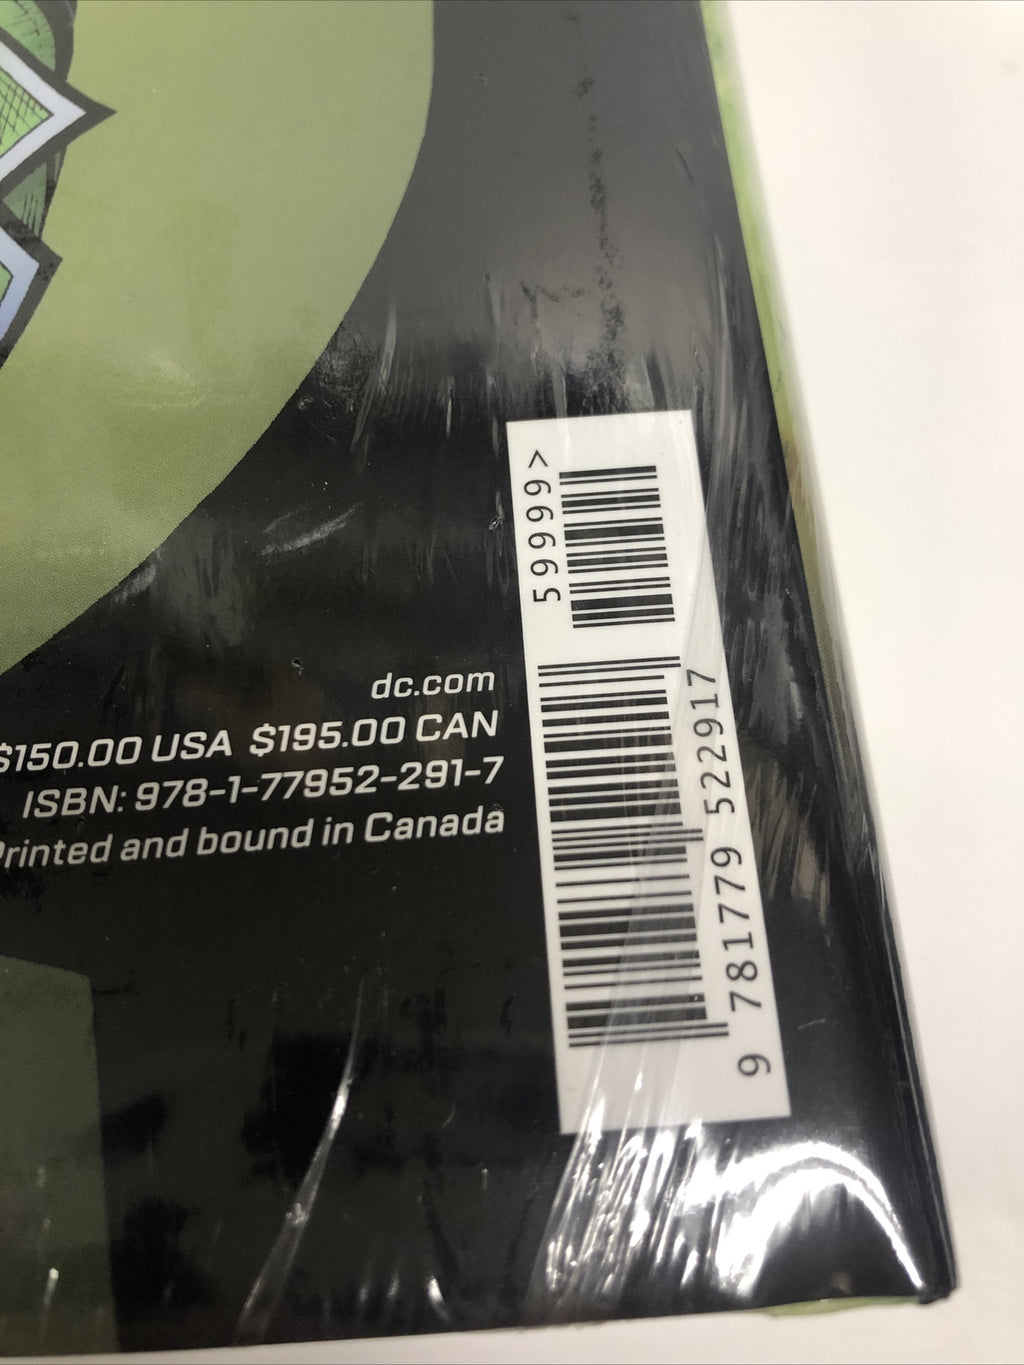 dc.com
$150.00 USA $195.00 CAN
ISBN: 978-1-77952-291-7
Printed and bound in Canada
59999>
9 781779 522917